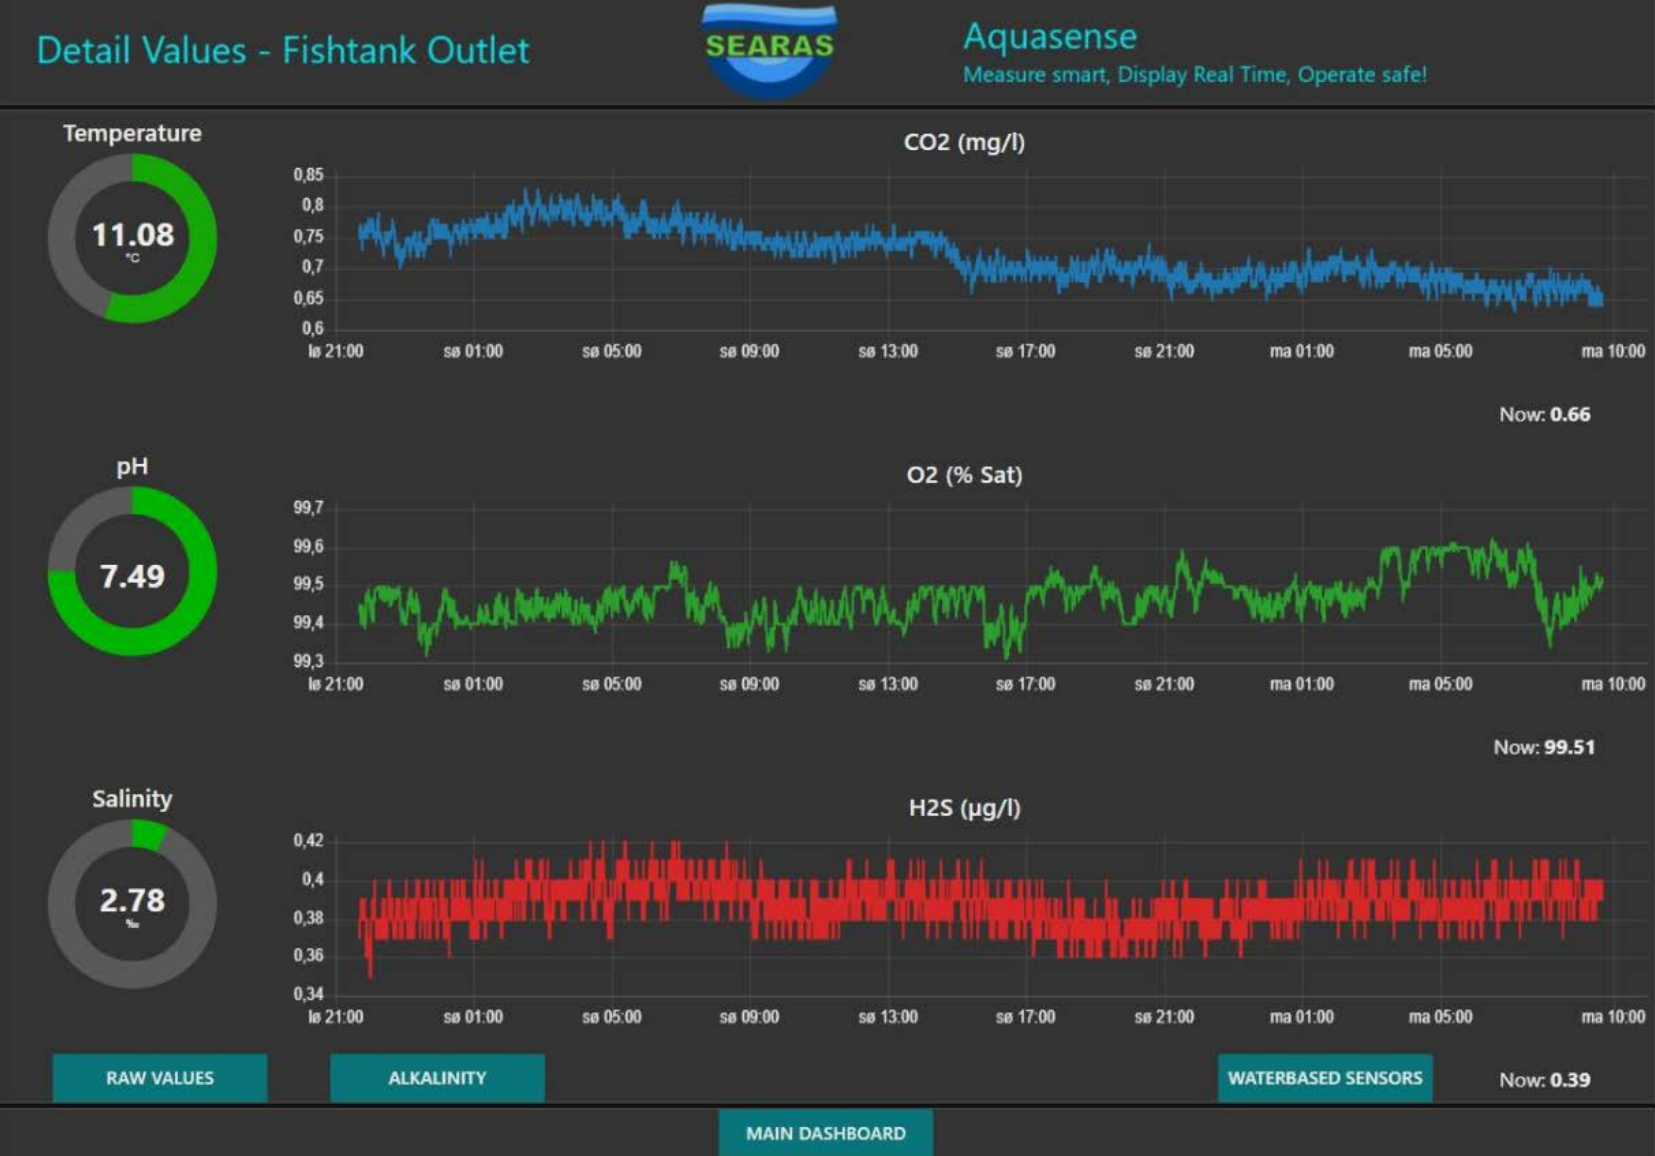 Detail Values - Fishtank Outlet
SEARAS
Aquasense
Measure smart, Display Real Time, Operate safe!
Temperature
11.08
°C
CO2 (mg/l)
0,85
0,8
0,75
0,7
0,65
0,6
lø 21:00 sø 01:00 sø 05:00 sø 09:00 sø 13:00 sø 17:00 sø 21:00 ma 01:00 ma 05:00 ma 10:00
Now: 0.66
pH
7.49
O2 (% Sat)
99,7
99,6
99,5
99,4
99,3
lø 21:00 sø 01:00 sø 05:00 sø 09:00 sø 13:00 sø 17:00 sø 21:00 ma 01:00 ma 05:00 ma 10:00
Now: 99.51
Salinity
2.78
‰
H2S (µg/l)
0,42
0,4
0,38
0,36
0,34
lø 21:00 sø 01:00 sø 05:00 sø 09:00 sø 13:00 sø 17:00 sø 21:00 ma 01:00 ma 05:00 ma 10:00
RAW VALUES
ALKALINITY
WATERBASED SENSORS
Now: 0.39
MAIN DASHBOARD